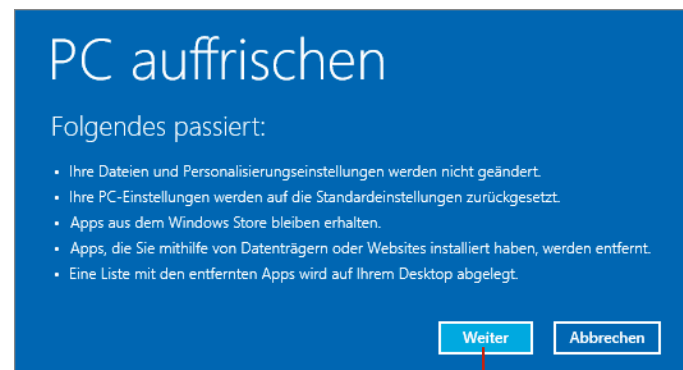 PC auffrischen
Folgendes passiert:
• Ihre Dateien und Personalisierungseinstellungen werden nicht geändert.
• Ihre PC-Einstellungen werden auf die Standardeinstellungen zurückgesetzt.
• Apps aus dem Windows Store bleiben erhalten.
• Apps, die Sie mithilfe von Datenträgern oder Websites installiert haben, werden entfernt.
• Eine Liste mit den entfernten Apps wird auf Ihrem Desktop abgelegt.
Weiter Abbrechen